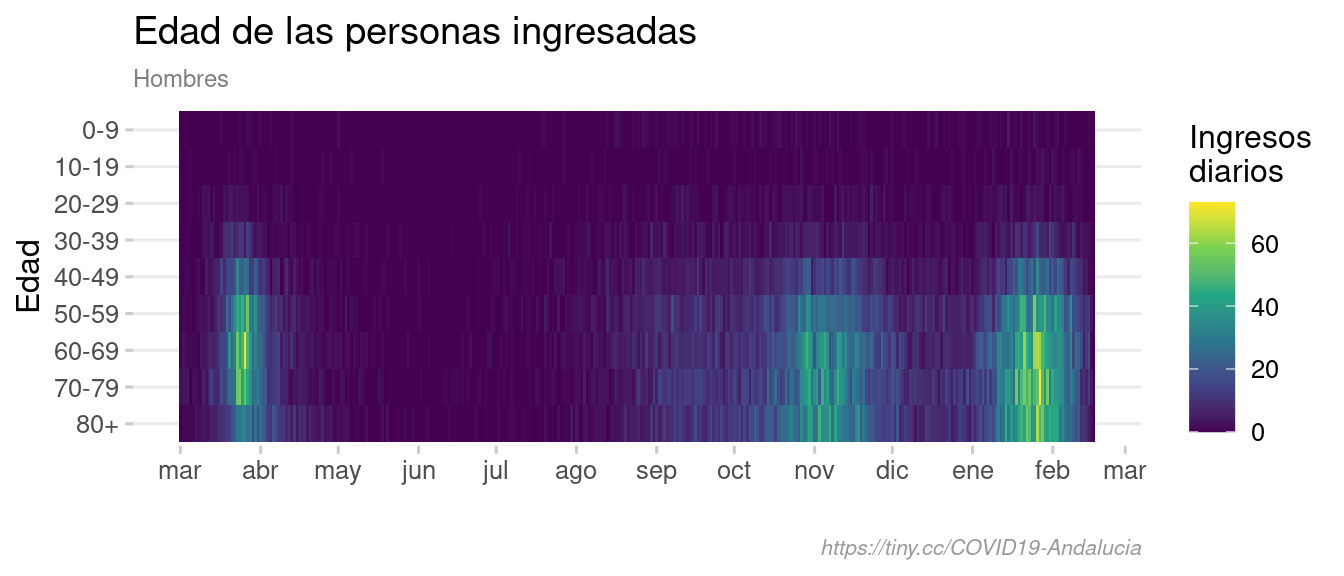 Edad de las personas ingresadas
Hombres
Edad
0-9
10-19
20-29
30-39
40-49
50-59
60-69
70-79
80+
mar abr may jun jul ago sep oct nov dic ene feb mar
Ingresos
diarios
60
40
20
0
https://tiny.cc/COVID19-Andalucia